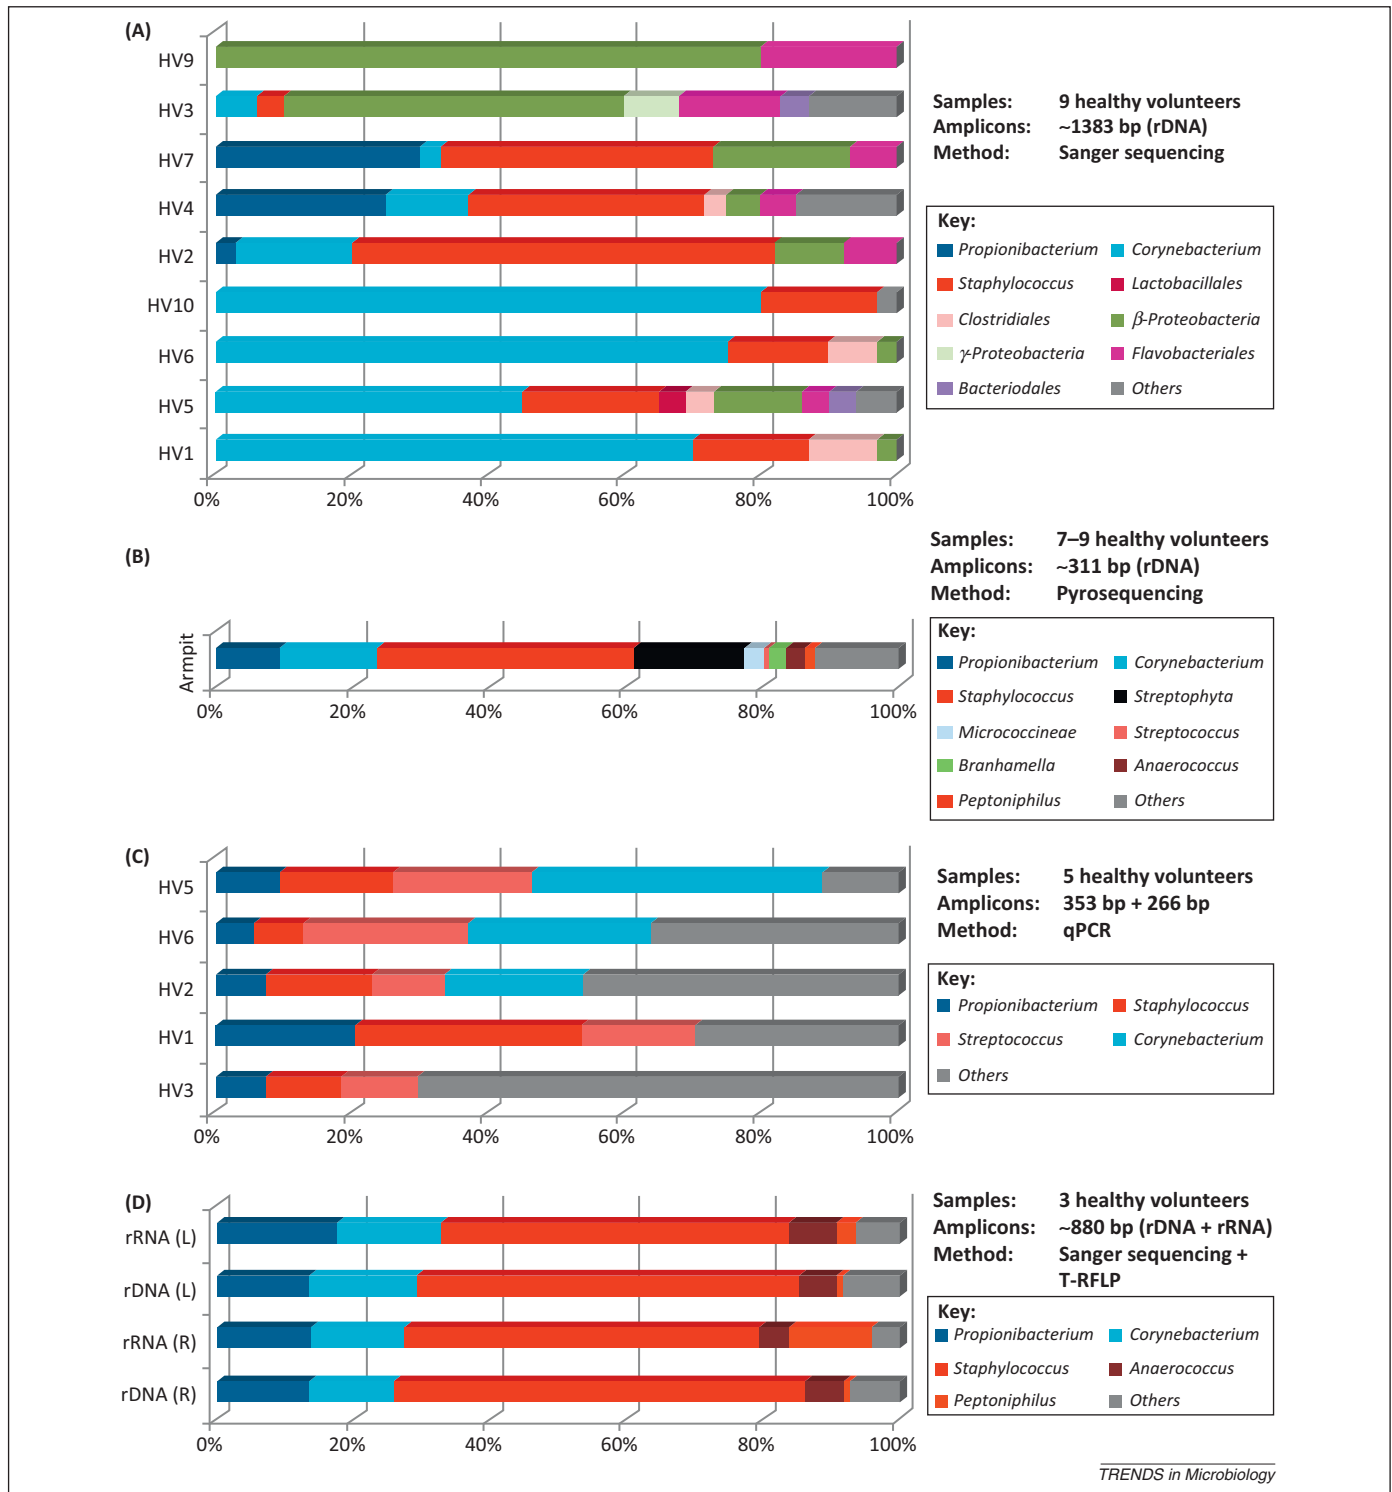 (A)
HV9
HV3
HV7
HV4
HV2
HV10
HV6
HV5
HV1
0% 20% 40% 60% 80% 100%
Samples: 9 healthy volunteers
Amplicons: ~1383 bp (rDNA)
Method: Sanger sequencing
Key:
Propionibacterium Corynebacterium
Staphylococcus Lactobacillales
Clostridiales β-Proteobacteria
γ-Proteobacteria Flavobacteriales
Bacteriodales Others
(B)
Armpit
0% 20% 40% 60% 80% 100%
Samples: 7–9 healthy volunteers
Amplicons: ~311 bp (rDNA)
Method: Pyrosequencing
Key:
Propionibacterium Corynebacterium
Staphylococcus Streptophyta
Micrococcineae Streptococcus
Branhamella Anaerococcus
Peptoniphilus Others
(C)
HV5
HV6
HV2
HV1
HV3
0% 20% 40% 60% 80% 100%
Samples: 5 healthy volunteers
Amplicons: 353 bp + 266 bp
Method: qPCR
Key:
Propionibacterium Staphylococcus
Streptococcus Corynebacterium
Others
(D)
rRNA (L)
rDNA (L)
rRNA (R)
rDNA (R)
0% 20% 40% 60% 80% 100%
Samples: 3 healthy volunteers
Amplicons: ~880 bp (rDNA + rRNA)
Method: Sanger sequencing +
T-RFLP
Key:
Propionibacterium Corynebacterium
Staphylococcus Anaerococcus
Peptoniphilus Others
TRENDS in Microbiology